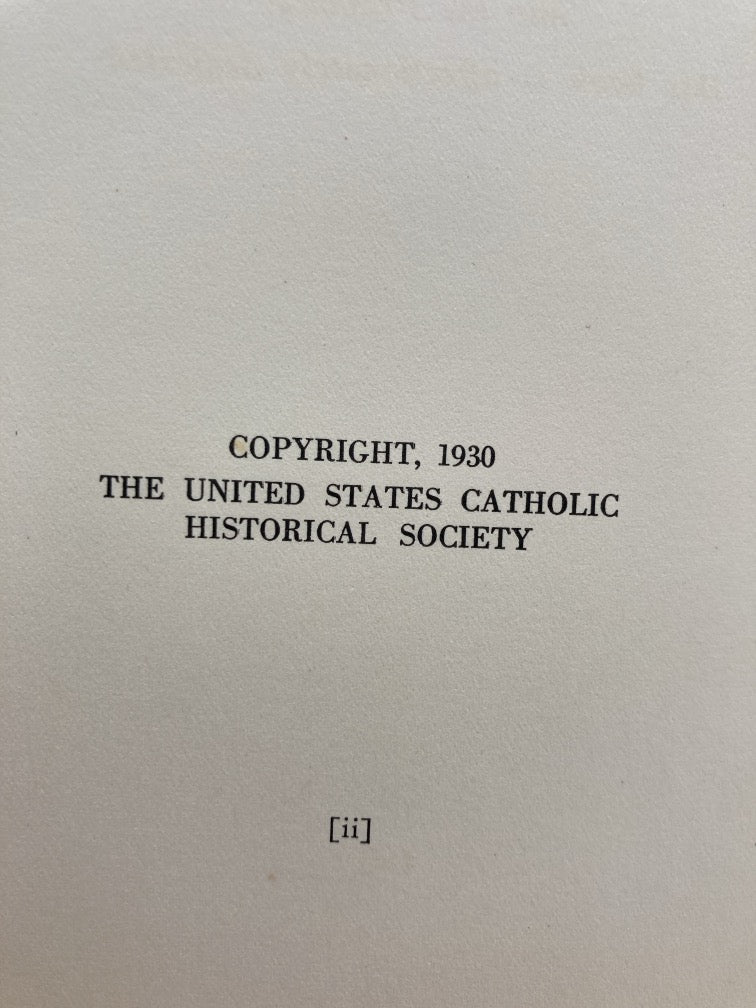 COPYRIGHT, 1930
THE UNITED STATES CATHOLIC
HISTORICAL SOCIETY
[ii]